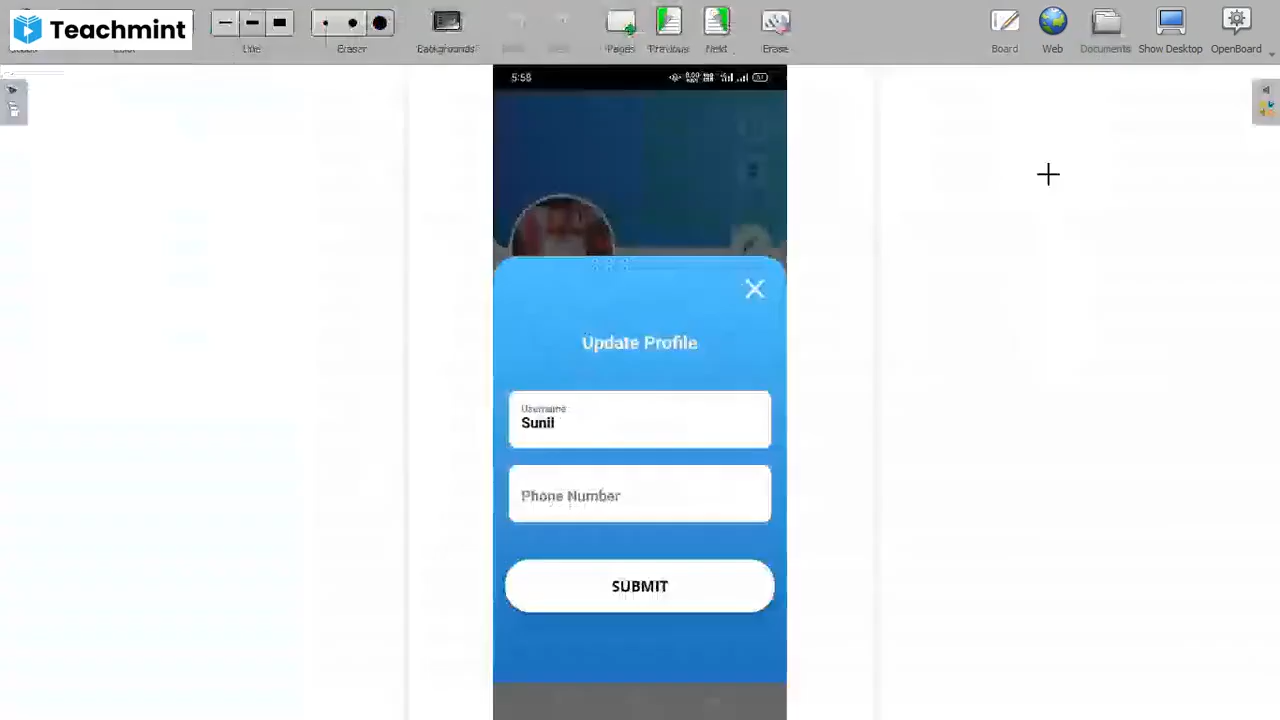 Teachmint
Line
Eraser
Backgrounds
Pages
Previous
Next
Erase
Board
Web
Documents
Show Desktop
OpenBoard
5:58
Update Profile
Username
Sunil
Phone Number
SUBMIT